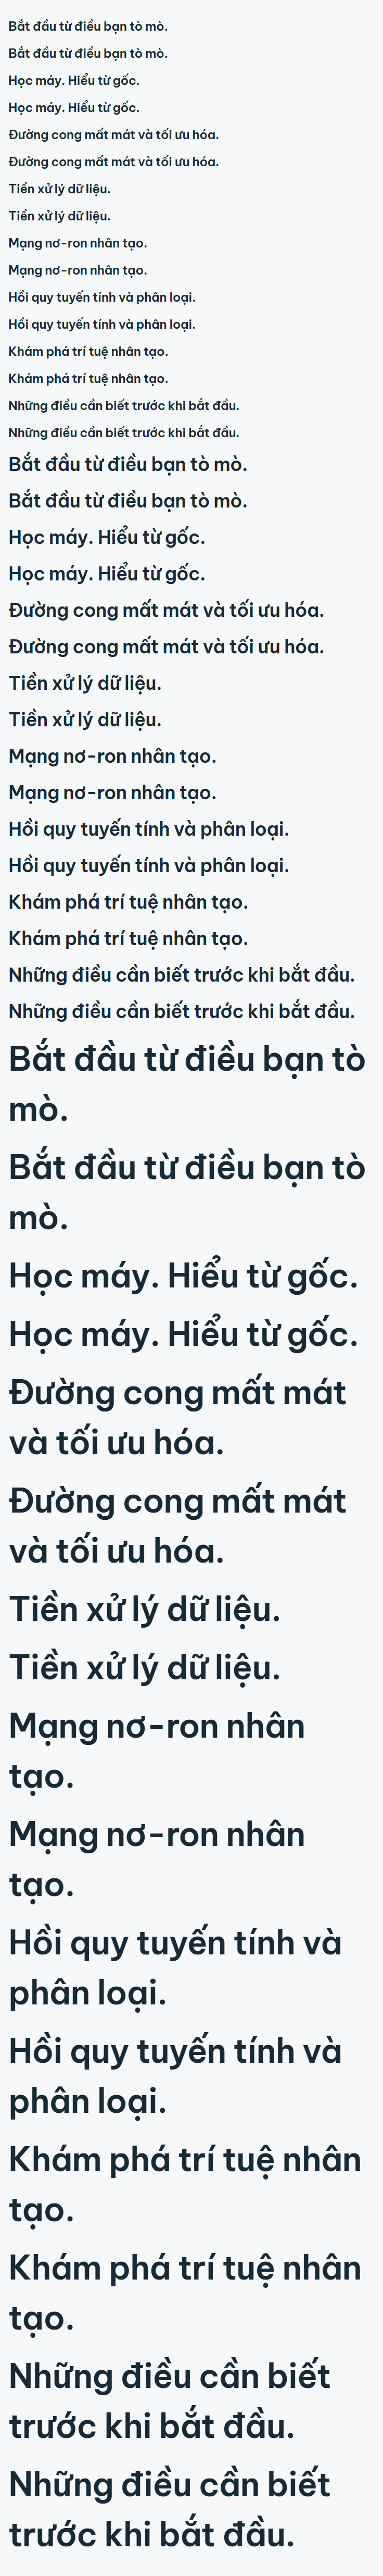 Bắt đầu từ điều bạn tò mò.
Bắt đầu từ điều bạn tò mò.
Học máy. Hiểu từ gốc.
Học máy. Hiểu từ gốc.
Đường cong mất mát và tối ưu hóa.
Đường cong mất mát và tối ưu hóa.
Tiền xử lý dữ liệu.
Tiền xử lý dữ liệu.
Mạng nơ-ron nhân tạo.
Mạng nơ-ron nhân tạo.
Hồi quy tuyến tính và phân loại.
Hồi quy tuyến tính và phân loại.
Khám phá trí tuệ nhân tạo.
Khám phá trí tuệ nhân tạo.
Những điều cần biết trước khi bắt đầu.
Những điều cần biết trước khi bắt đầu.
Bắt đầu từ điều bạn tò mò.
Bắt đầu từ điều bạn tò mò.
Học máy. Hiểu từ gốc.
Học máy. Hiểu từ gốc.
Đường cong mất mát và tối ưu hóa.
Đường cong mất mát và tối ưu hóa.
Tiền xử lý dữ liệu.
Tiền xử lý dữ liệu.
Mạng nơ-ron nhân tạo.
Mạng nơ-ron nhân tạo.
Hồi quy tuyến tính và phân loại.
Hồi quy tuyến tính và phân loại.
Khám phá trí tuệ nhân tạo.
Khám phá trí tuệ nhân tạo.
Những điều cần biết trước khi bắt đầu.
Những điều cần biết trước khi bắt đầu.
Bắt đầu từ điều bạn tò
mò.
Bắt đầu từ điều bạn tò
mò.
Học máy. Hiểu từ gốc.
Học máy. Hiểu từ gốc.
Đường cong mất mát
và tối ưu hóa.
Đường cong mất mát
và tối ưu hóa.
Tiền xử lý dữ liệu.
Tiền xử lý dữ liệu.
Mạng nơ-ron nhân
tạo.
Mạng nơ-ron nhân
tạo.
Hồi quy tuyến tính và
phân loại.
Hồi quy tuyến tính và
phân loại.
Khám phá trí tuệ nhân
tạo.
Khám phá trí tuệ nhân
tạo.
Những điều cần biết
trước khi bắt đầu.
Những điều cần biết
trước khi bắt đầu.